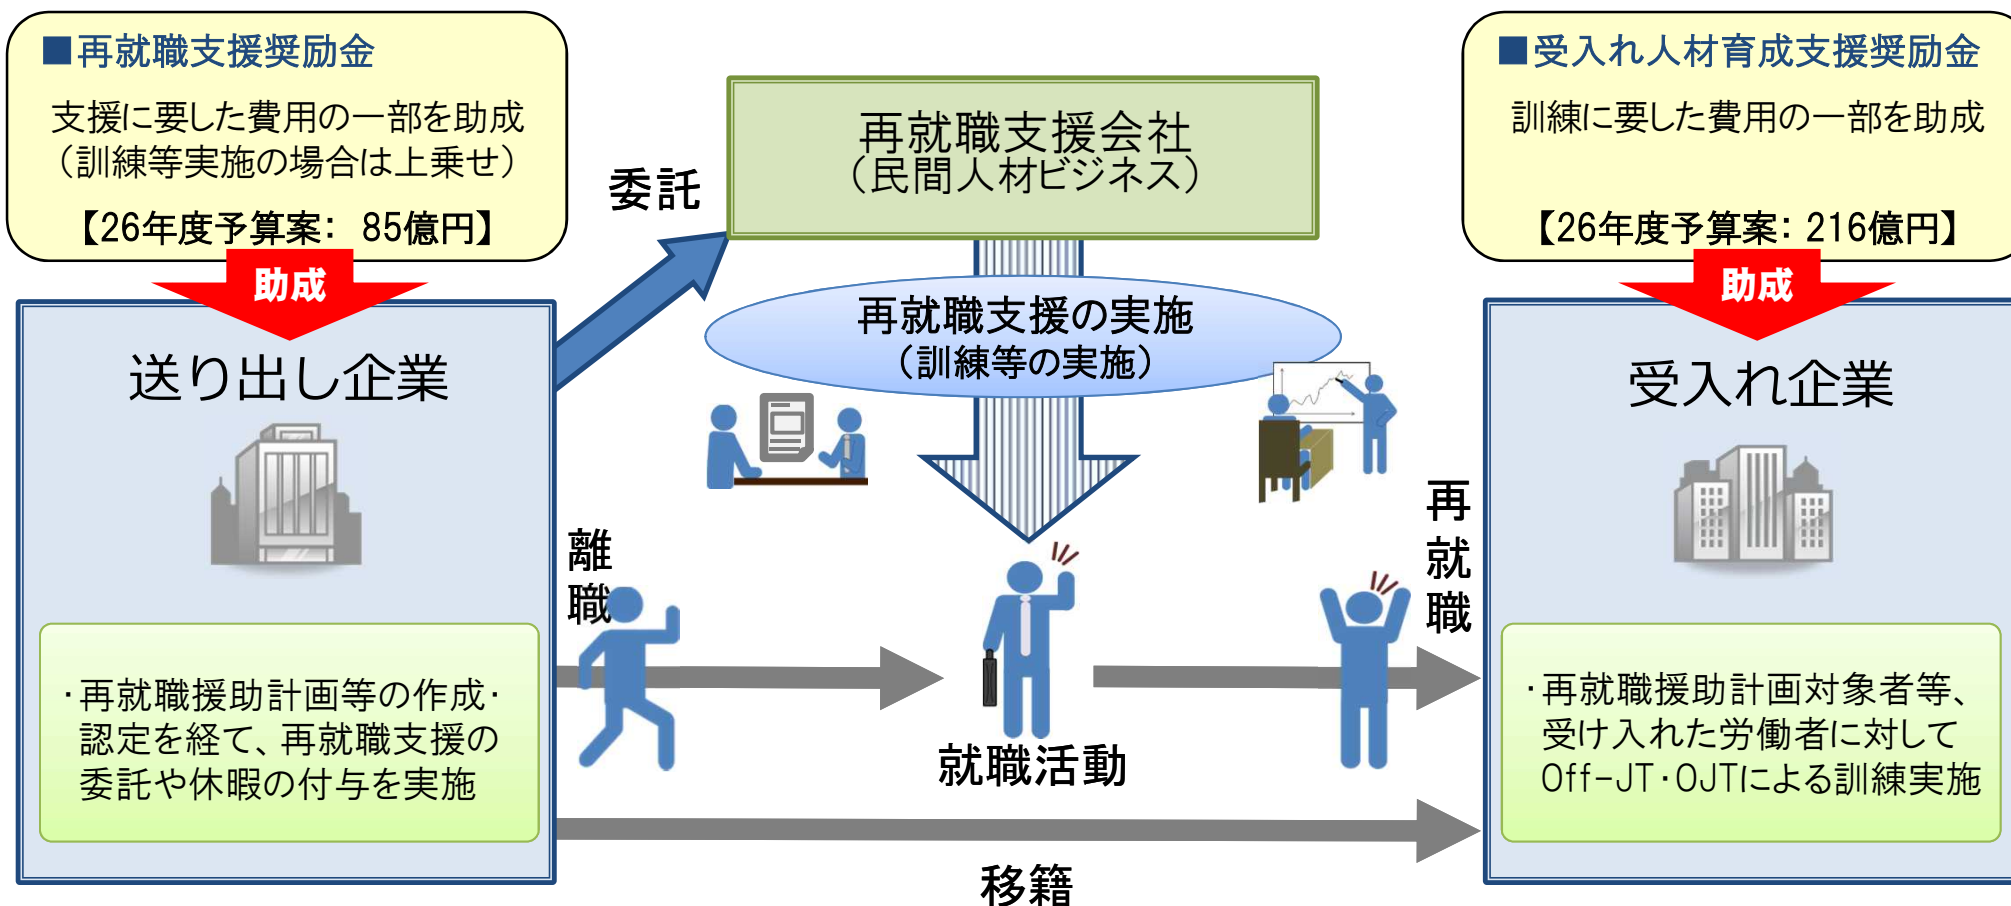 ■再就職支援奨励金
支援に要した費用の一部を助成
（訓練等実施の場合は上乗せ）
【26年度予算案： 85億円】
助成
送り出し企業
・再就職援助計画等の作成・
認定を経て、再就職支援の
委託や休暇の付与を実施
委託
再就職支援会社
（民間人材ビジネス）
再就職支援の実施
（訓練等の実施）
離職
就職活動
再就職
移籍
■受入れ人材育成支援奨励金
訓練に要した費用の一部を助成
【26年度予算案：216億円】
助成
受入れ企業
・再就職援助計画対象者等、
受け入れた労働者に対して
Off-JT・OJTによる訓練実施